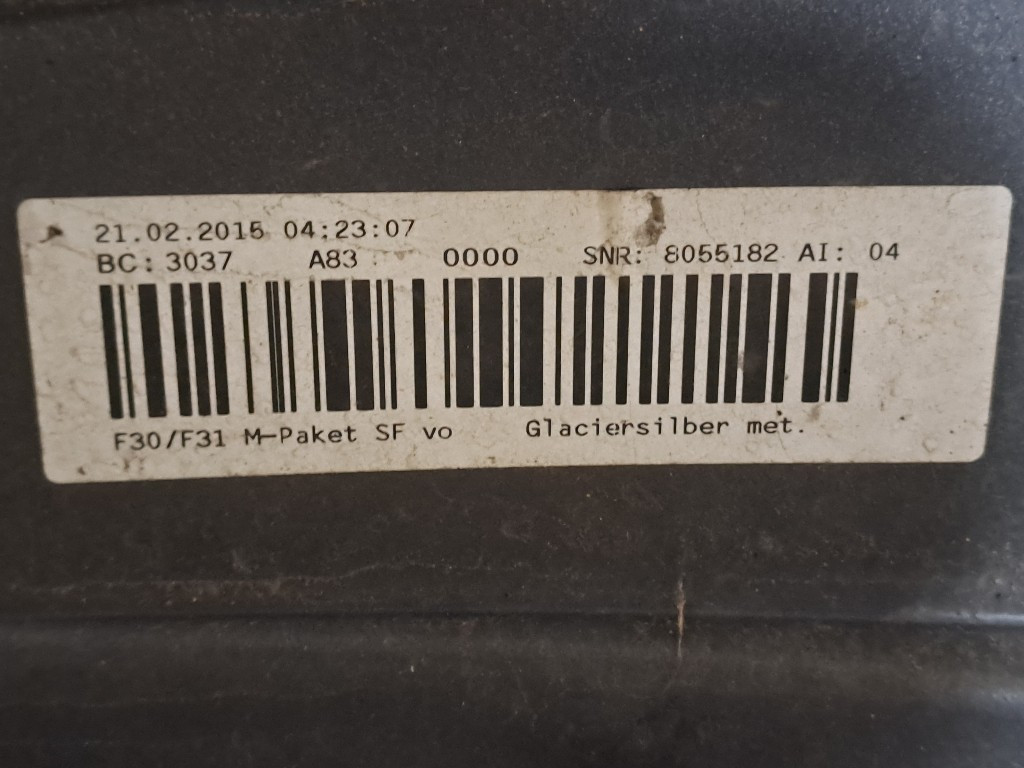 21.02.2015 04:23:07
BC: 3037 A83 0000 SNR: 8055182 AI: 04
F30/F31 M-Paket SF vo Glaciersilber met.